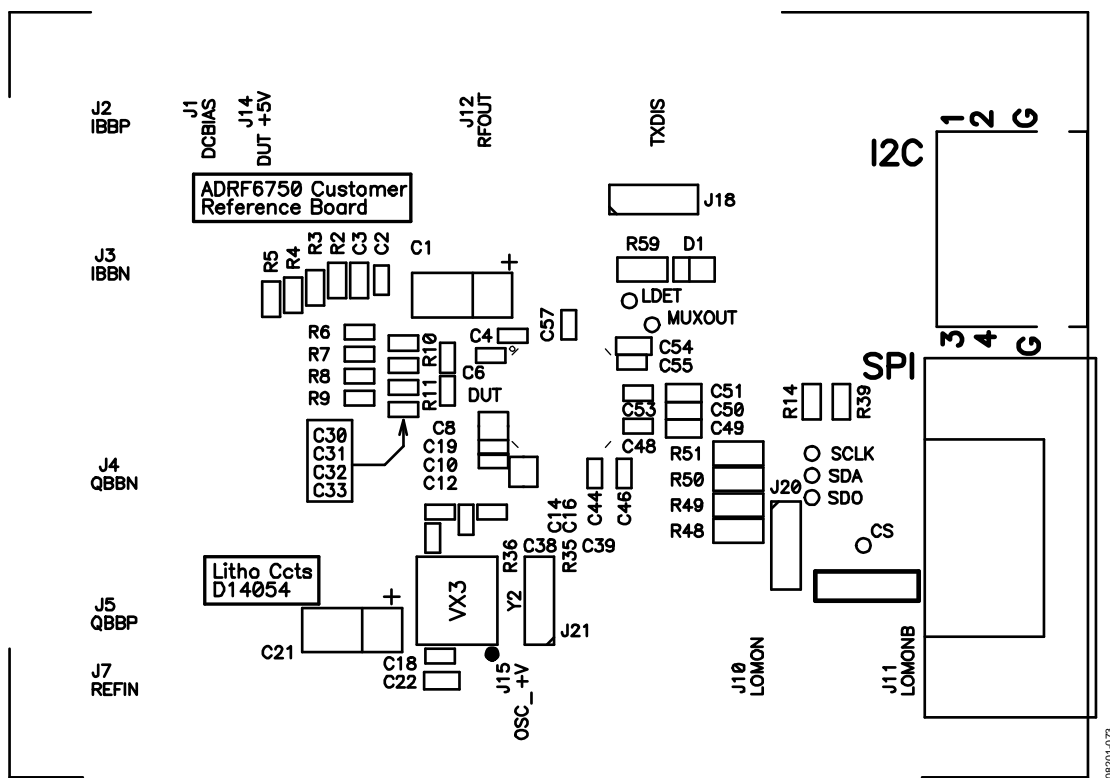 J2
IBBP
J1
DCBIAS
J14
DUT +5V
J12
RFOUT
TXDIS
1
2
G
I2C
ADRF6750 Customer
Reference Board
J18
J3
IBBN
R5
R4
R3
R2
C3
C2
C1
+
R59
D1
LDET
MUXOUT
C57
C4
C6
R6
R7
R8
R9
R10
R11
C54
C55
3
4
G
SPI
DUT
C51
C50
C49
C53
C48
R14
R39
C8
C19
C10
C12
C30
C31
C32
C33
J4
QBBN
R51
R50
R49
R48
SCLK
SDA
SDO
J20
C44
C46
C14
C16
CS
R36
C38
R35
C39
Litho Ccts
D14054
J5
QBBP
+
VX3
Y2
J21
C21
C18
C22
J7
REFIN
J15
OSC_+V
J10
LOMON
J11
LOMONB
08201-073